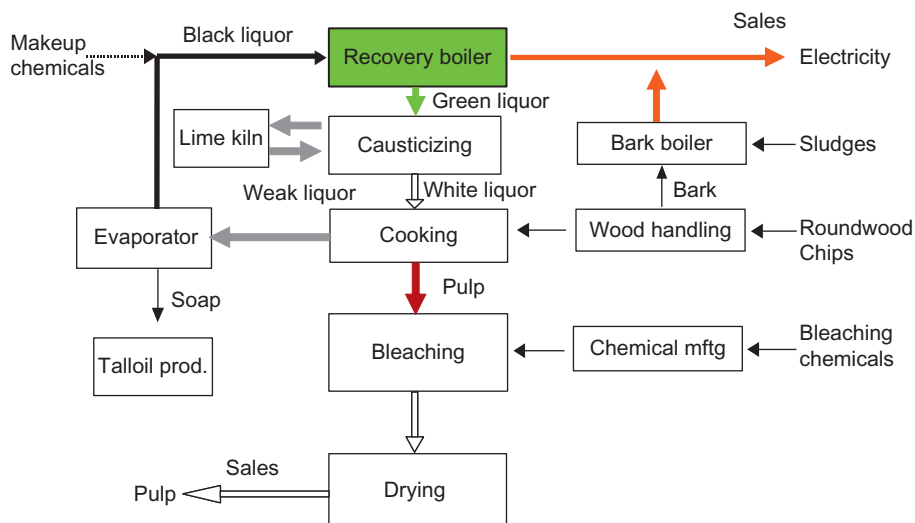 Sales
Makeup
chemicals
Black liquor
Recovery boiler
Electricity
Green liquor
Lime kiln
Causticizing
Bark boiler
Sludges
Weak liquor
White liquor
Bark
Evaporator
Cooking
Wood handling
Roundwood
Chips
Soap
Pulp
Talloil prod.
Bleaching
Chemical mftg
Bleaching
chemicals
Sales
Pulp
Drying